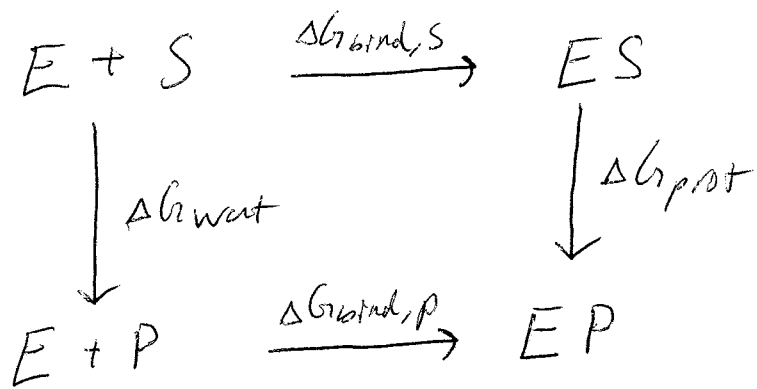 E + S ΔGbind,S ES
ΔGwat ΔGprot
E + P ΔGbind,P EP